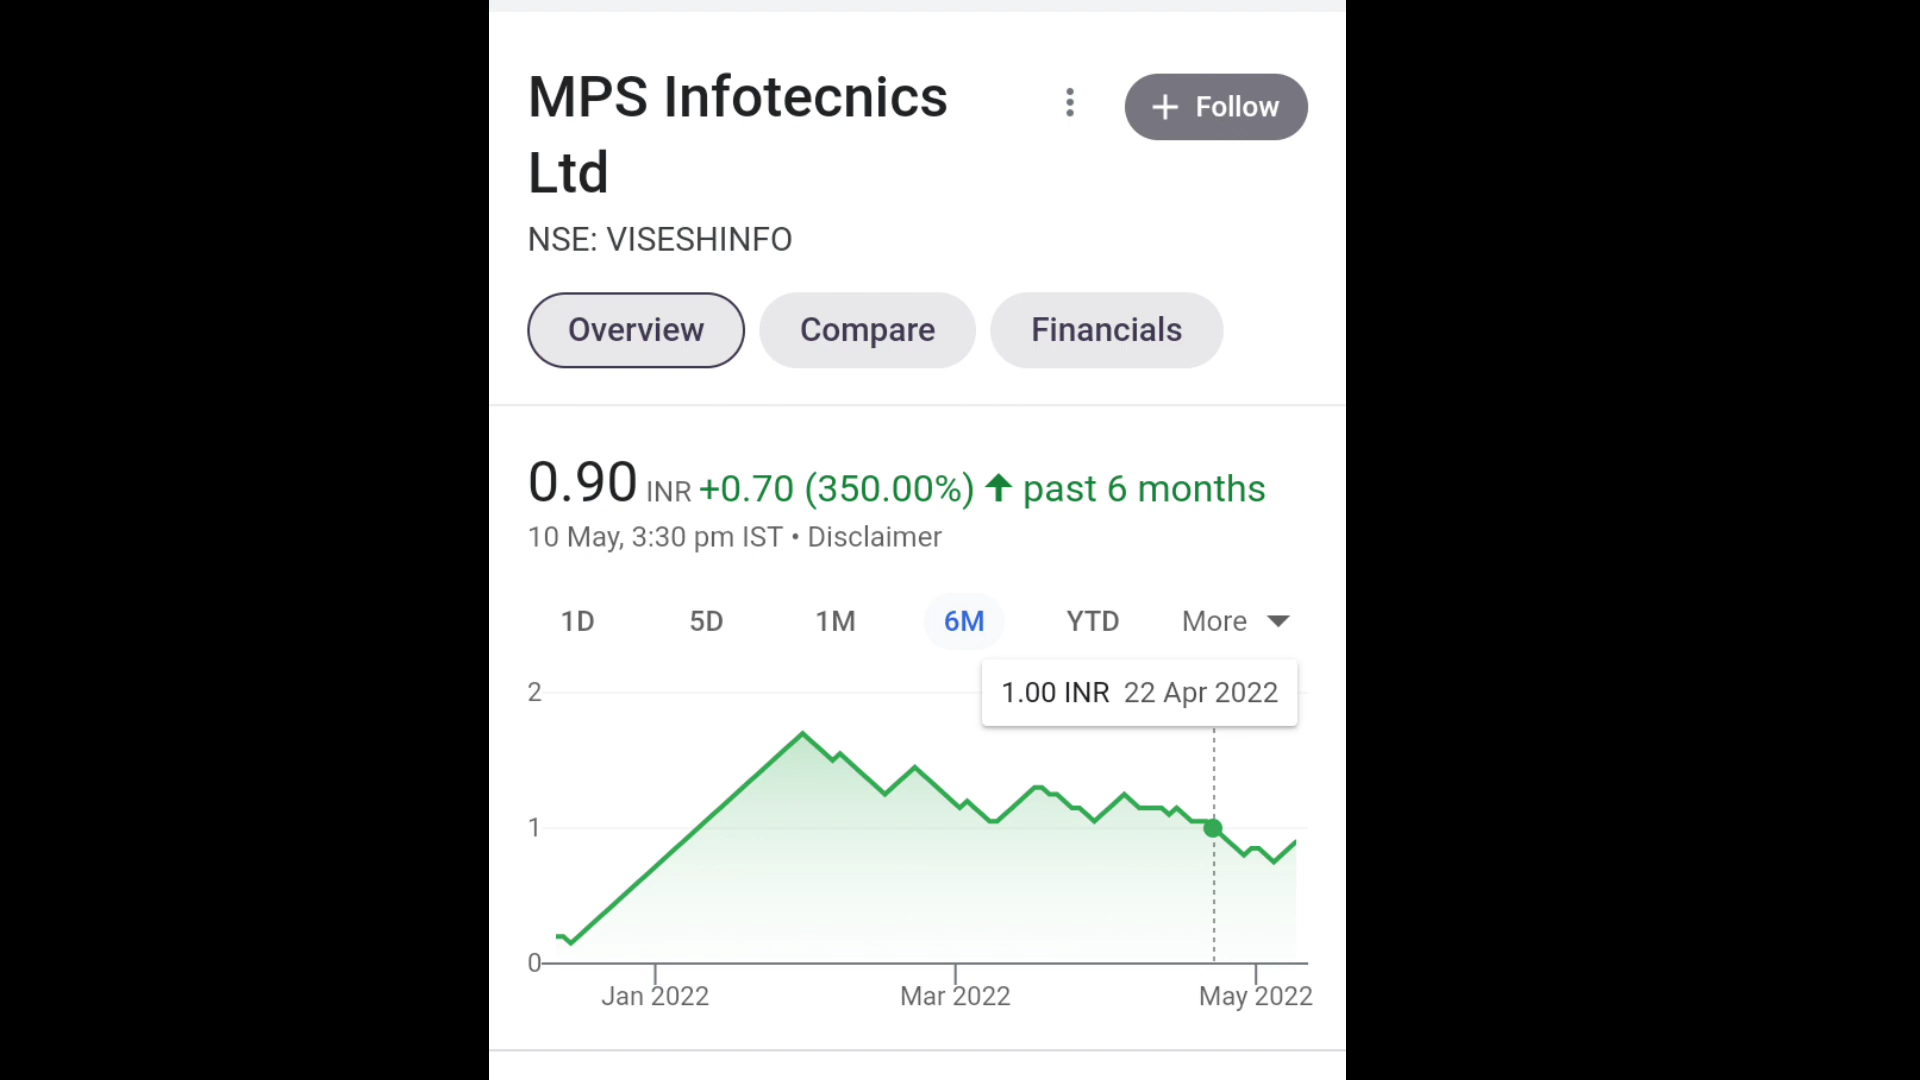 MPS Infotecnics
Ltd
+ Follow
NSE: VISESHINFO
Overview Compare Financials
0.90 INR +0.70 (350.00%) ↑ past 6 months
10 May, 3:30 pm IST • Disclaimer
1D 5D 1M 6M YTD More
1.00 INR 22 Apr 2022
2
1
0
Jan 2022 Mar 2022 May 2022